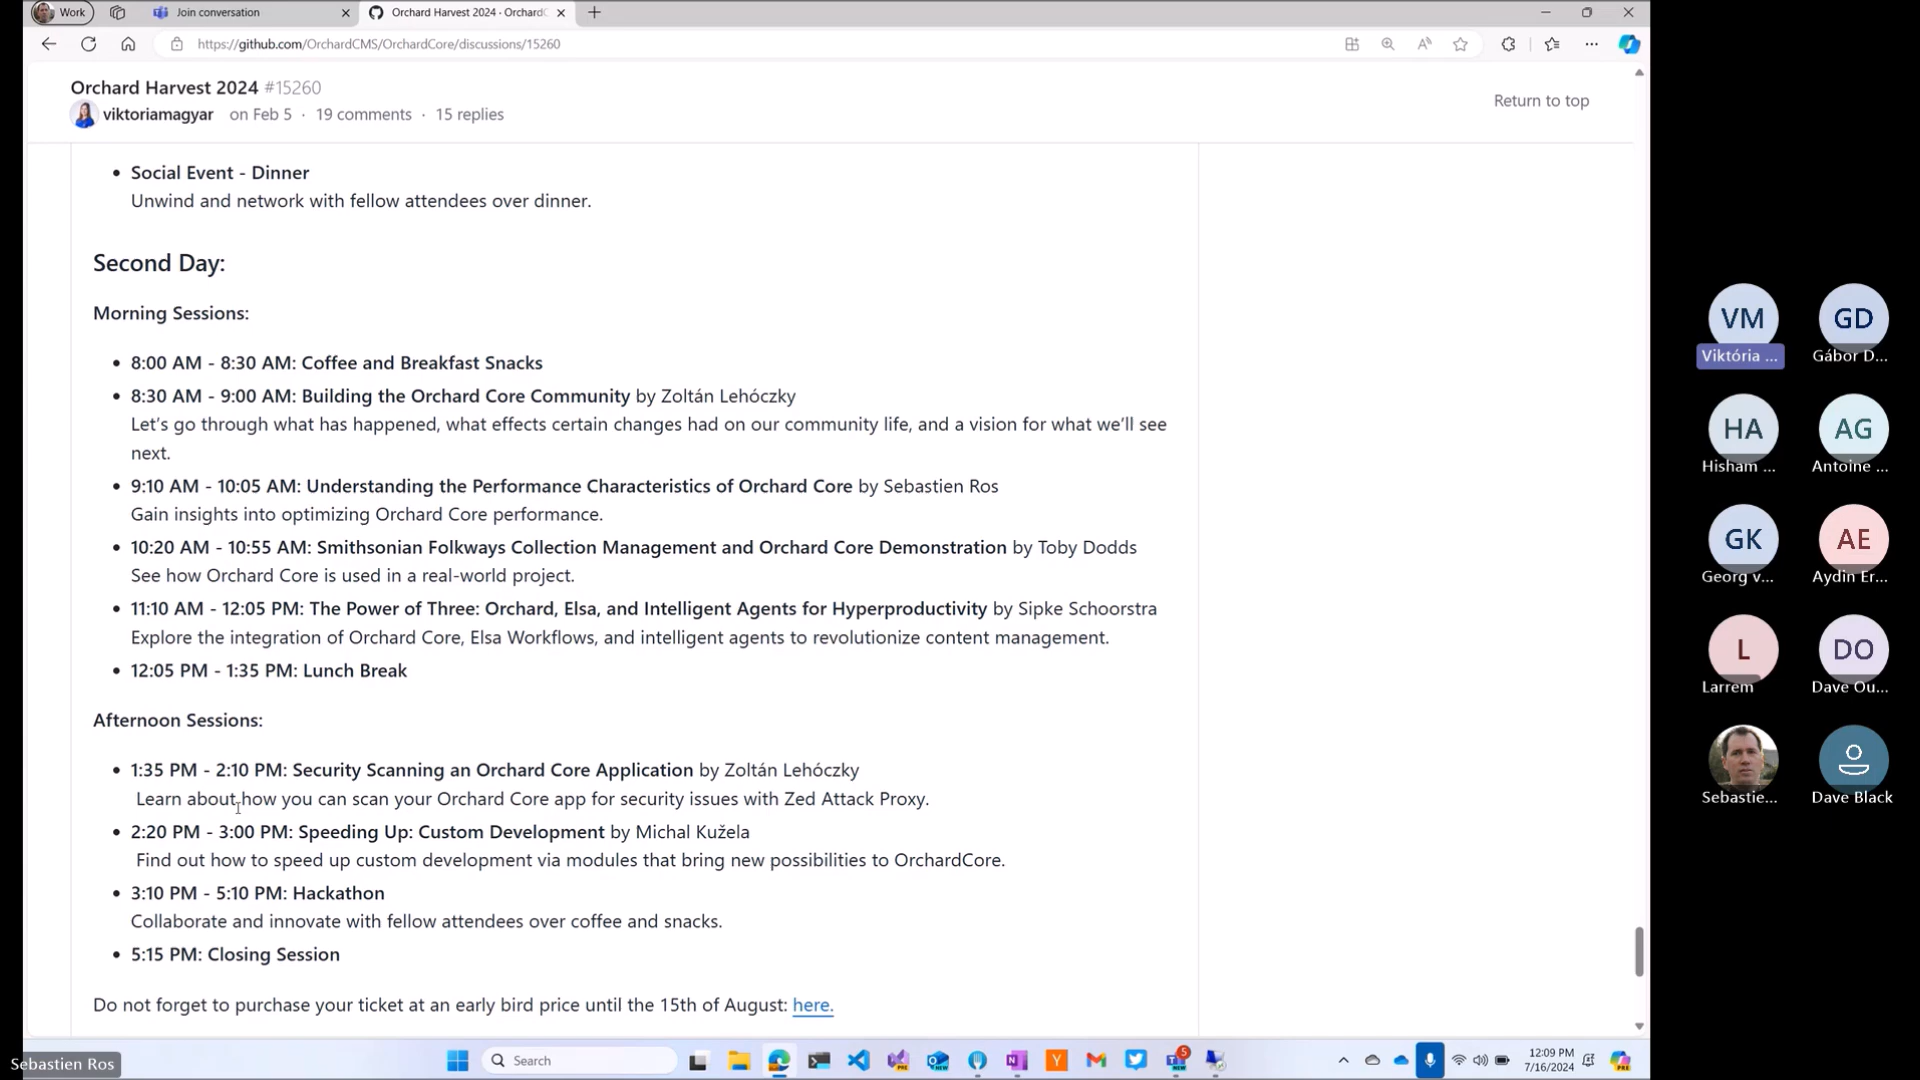 Work
Join conversation
Orchard Harvest 2024 · OrchardC
https://github.com/OrchardCMS/OrchardCore/discussions/15260
Orchard Harvest 2024 #15260
viktoriamagyar on Feb 5 · 19 comments · 15 replies
Return to top
• Social Event - Dinner
Unwind and network with fellow attendees over dinner.
Second Day:
Morning Sessions:
• 8:00 AM - 8:30 AM: Coffee and Breakfast Snacks
• 8:30 AM - 9:00 AM: Building the Orchard Core Community by Zoltán Lehóczky
Let's go through what has happened, what effects certain changes had on our community life, and a vision for what we'll see
next.
• 9:10 AM - 10:05 AM: Understanding the Performance Characteristics of Orchard Core by Sebastien Ros
Gain insights into optimizing Orchard Core performance.
• 10:20 AM - 10:55 AM: Smithsonian Folkways Collection Management and Orchard Core Demonstration by Toby Dodds
See how Orchard Core is used in a real-world project.
• 11:10 AM - 12:05 PM: The Power of Three: Orchard, Elsa, and Intelligent Agents for Hyperproductivity by Sipke Schoorstra
Explore the integration of Orchard Core, Elsa Workflows, and intelligent agents to revolutionize content management.
• 12:05 PM - 1:35 PM: Lunch Break
Afternoon Sessions:
• 1:35 PM - 2:10 PM: Security Scanning an Orchard Core Application by Zoltán Lehóczky
Learn about how you can scan your Orchard Core app for security issues with Zed Attack Proxy.
• 2:20 PM - 3:00 PM: Speeding Up: Custom Development by Michal Kužela
Find out how to speed up custom development via modules that bring new possibilities to OrchardCore.
• 3:10 PM - 5:10 PM: Hackathon
Collaborate and innovate with fellow attendees over coffee and snacks.
• 5:15 PM: Closing Session
Do not forget to purchase your ticket at an early bird price until the 15th of August: here.
VM
GD
Viktória ...
Gábor D...
HA
AG
Hisham ...
Antoine ...
GK
AE
Georg v...
Aydin Er...
L
DO
Larrem
Dave Ou...
Sebastie...
Dave Black
Sebastien Ros
Search
5
12:09 PM
7/16/2024